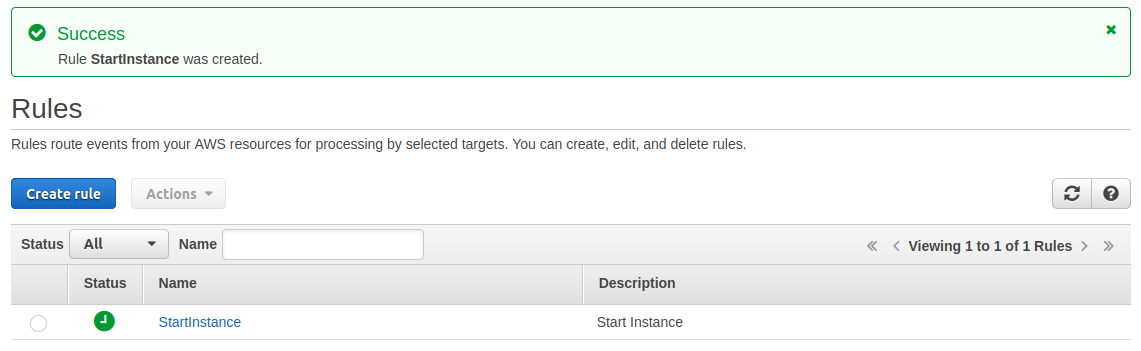 Success
Rule StartInstance was created.
Rules
Rules route events from your AWS resources for processing by selected targets. You can create, edit, and delete rules.
Create rule Actions
Status All Name Viewing 1 to 1 of 1 Rules
Status Name Description
StartInstance Start Instance